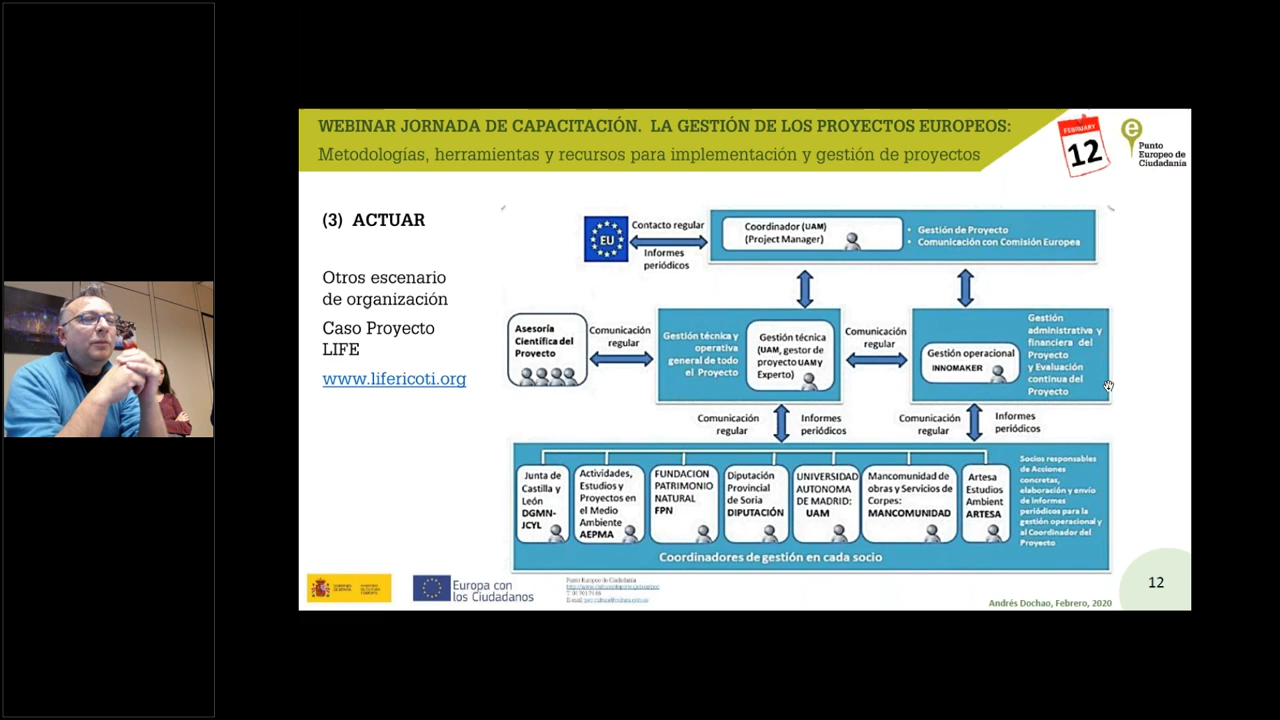 WEBINAR JORNADA DE CAPACITACIÓN. LA GESTIÓN DE LOS PROYECTOS EUROPEOS:
Metodologías, herramientas y recursos para implementación y gestión de proyectos
FEBRUARY
12
e
Punto
Europeo de
Ciudadanía
(3) ACTUAR
Otros escenario
de organización
Caso Proyecto
LIFE
www.lifericoti.org
EU
Contacto regular
Informes
periódicos
Coordinador (UAM)
(Project Manager)
• Gestión de Proyecto
• Comunicación con Comisión Europea
Asesoría
Científica del
Proyecto
Comunicación
regular
Gestión técnica y
operativa
general de todo
el Proyecto
Gestión técnica
(UAM, gestor de
proyecto UAM y
Experto)
Comunicación
regular
Gestión operacional
INNOMAKER
Gestión
administrativa y
financiera del
Proyecto
y Evaluación
continua del
Proyecto
Comunicación
regular
Informes
periódicos
Comunicación
regular
Informes
periódicos
Junta de
Castilla y
León
DGMN-
JCYL
Actividades,
Estudios y
Proyectos en
el Medio
Ambiente
AEPMA
FUNDACION
PATRIMONIO
NATURAL
FPN
Diputación
Provincial
de Soria
DIPUTACIÓN
UNIVERSIDAD
AUTONOMA
DE MADRID:
UAM
Mancomunidad de
obras y Servicios de
Corpes:
MANCOMUNIDAD
Artesa
Estudios
Ambient
ARTESA
Socios responsables
de Acciones
concretas,
elaboración y envío
de informes
periódicos para la
gestión operacional y
al Coordinador del
Proyecto
Coordinadores de gestión en cada socio
Europa con
los Ciudadanos
Punto Europeo de Ciudadanía
12
Andrés Dochao, Febrero, 2020